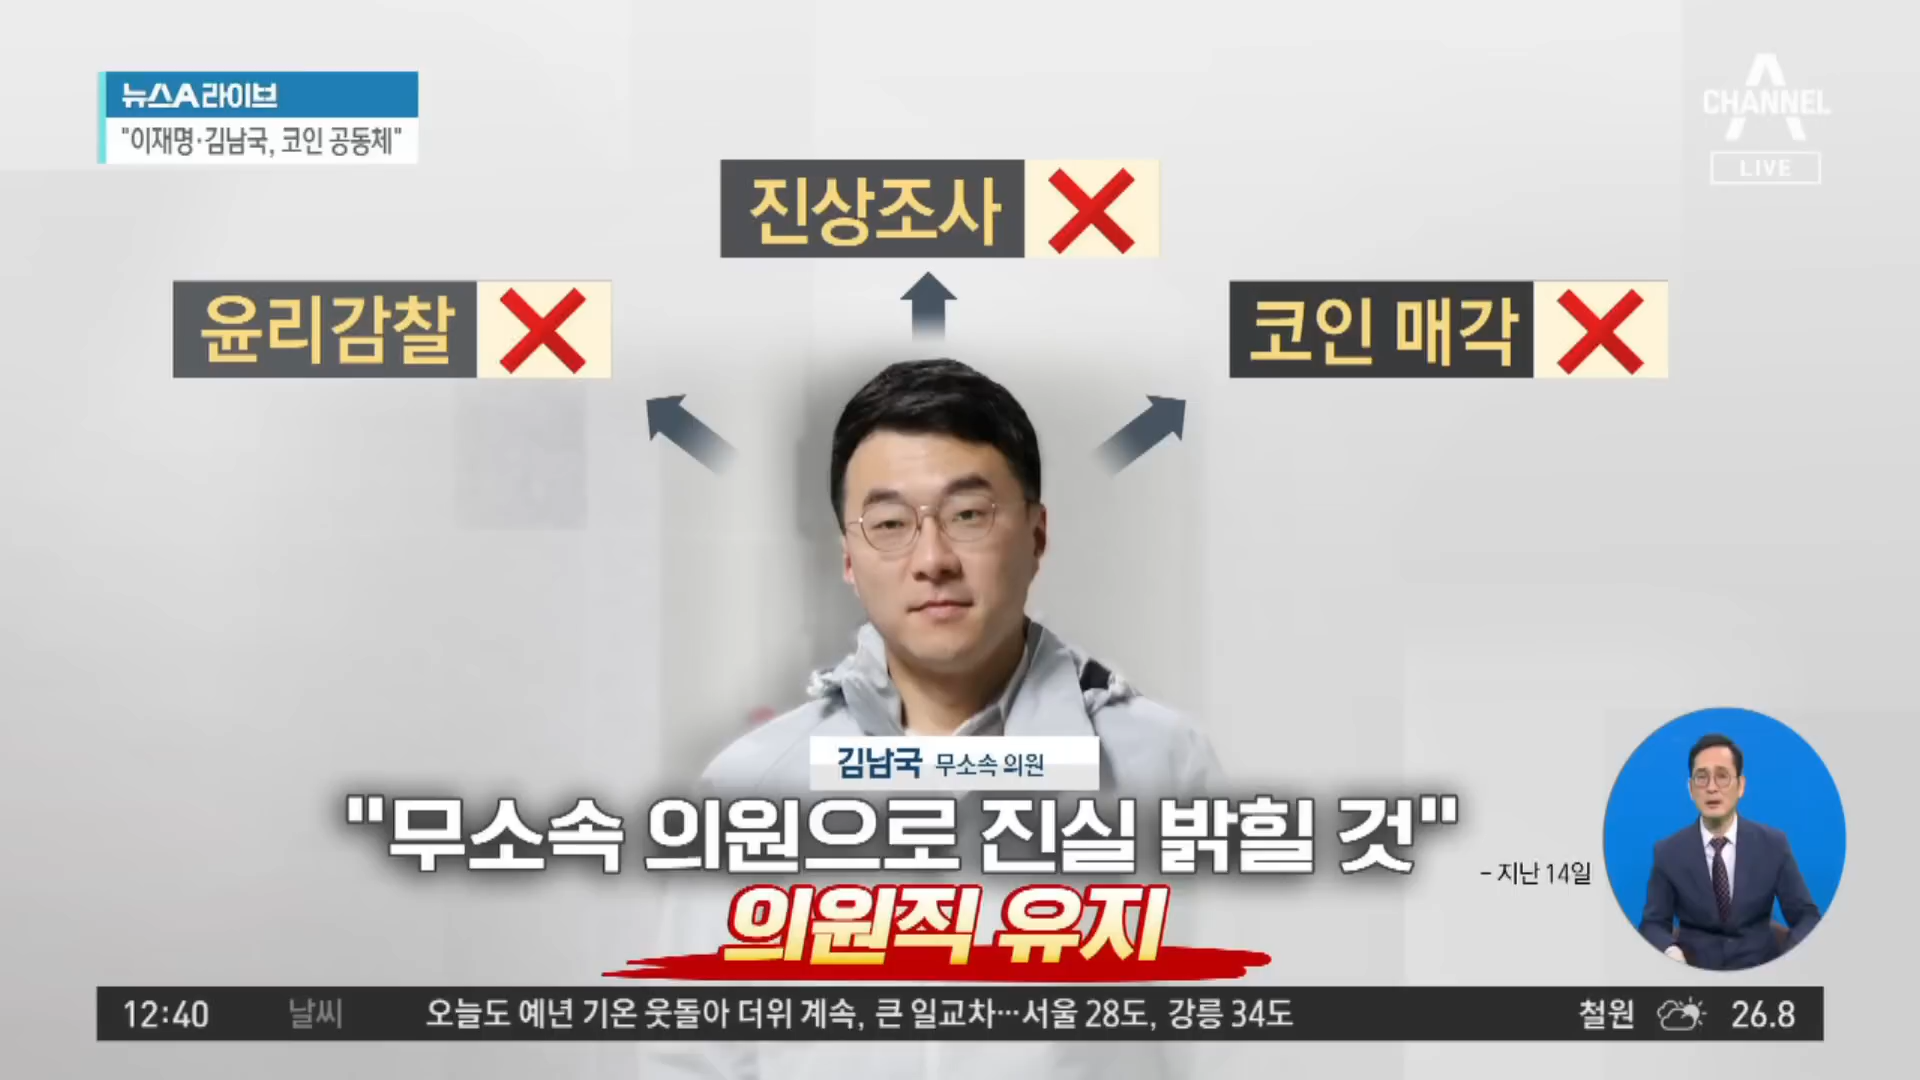 뉴스A라이브
"이재명·김남국, 코인 공동체"
CHANNEL A
LIVE
진상조사
윤리감찰
코인 매각
김남국 무소속 의원
"무소속 의원으로 진실 밝힐 것"
- 지난 14일
의원직 유지
12:40 날씨 오늘도 예년 기온 웃돌아 더위 계속, 큰 일교차…서울 28도, 강릉 34도 철원 26.8